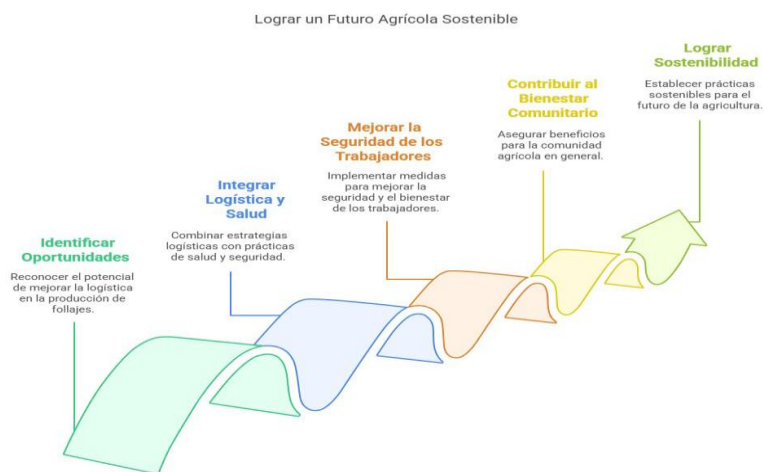 Lograr un Futuro Agrícola Sostenible
Identificar
Oportunidades
Reconocer el potencial
de mejorar la logística
en la producción de
follajes.
Integrar
Logística y
Salud
Combinar estrategias
logísticas con prácticas
de salud y seguridad.
Mejorar la
Seguridad de los
Trabajadores
Implementar medidas
para mejorar la
seguridad y el bienestar
de los trabajadores.
Contribuir al
Bienestar
Comunitario
Asegurar beneficios
para la comunidad
agrícola en general.
Lograr
Sostenibilidad
Establecer prácticas
sostenibles para el
futuro de la agricultura.